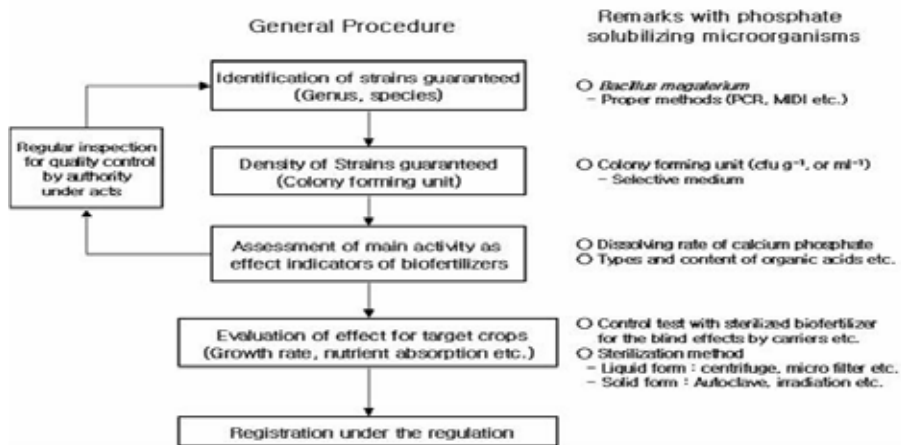 General Procedure
Remarks with phosphate
solubilizing microorganisms
Identification of strains guaranteed
(Genus, species)
○ Bacillus megaterium
- Proper methods (PCR, MIDI etc.)
Regular inspection
for quality control
by authority
under acts
Density of Strains guaranteed
(Colony forming unit)
○ Colony forming unit (cfu g⁻¹, or ml⁻¹)
- Selective medium
Assessment of main activity as
effect indicators of biofertilizers
○ Dissolving rate of calcium phosphate
○ Types and content of organic acids etc.
Evaluation of effect for target crops
(Growth rate, nutrient absorption etc.)
○ Control test with sterilized biofertilizer
for the blind effects by carriers etc.
○ Sterilization method
- Liquid form : centrifuge, micro filter etc.
- Solid form : Autoclave, irradiation etc.
Registration under the regulation